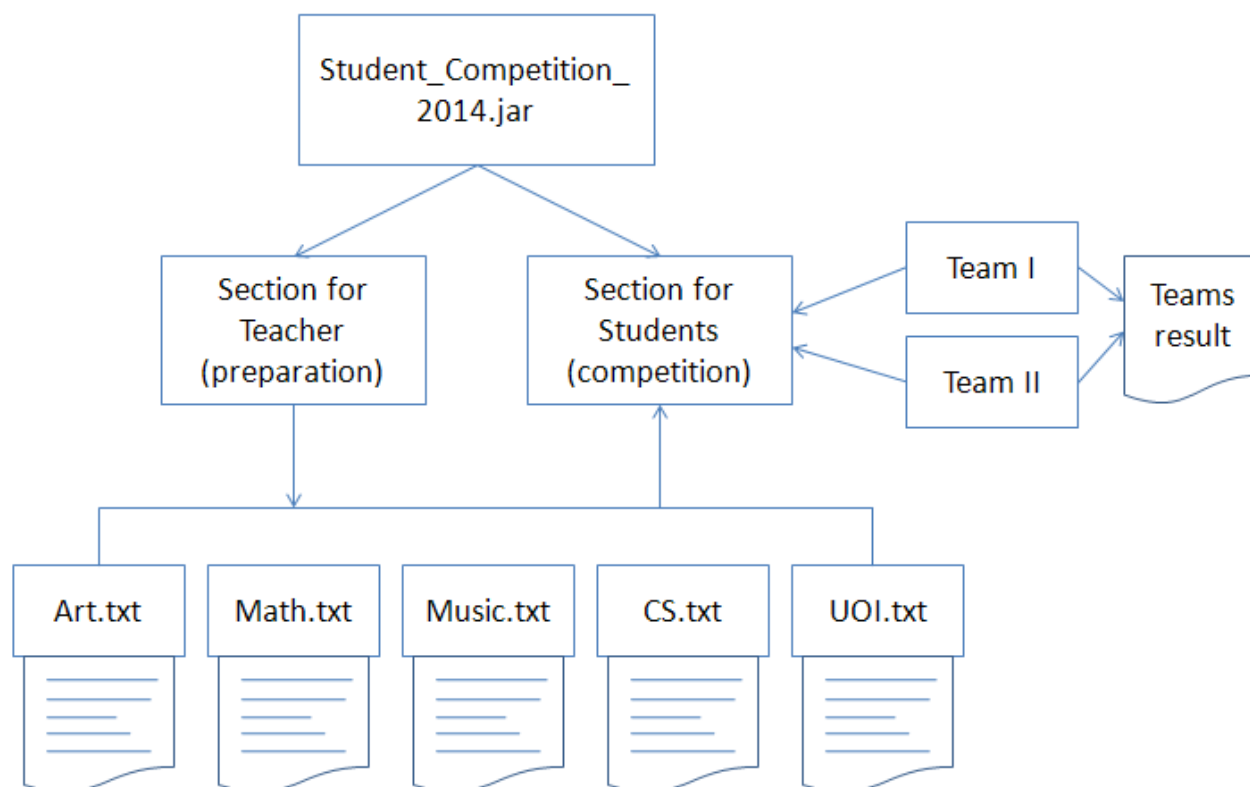 Student_Competition_
2014.jar
Section for
Teacher
(preparation)
Section for
Students
(competition)
Team I
Team II
Teams
result
Art.txt
Math.txt
Music.txt
CS.txt
UOI.txt